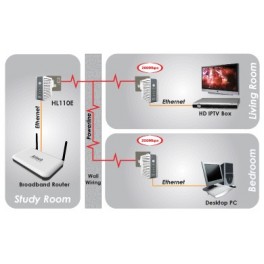 Ethernet
HL110E
Broadband Router
Study Room
Powerline
Wall
Wiring
200Mbps
Ethernet
HD IPTV Box
Living Room
200Mbps
Ethernet
Desktop PC
Bedroom